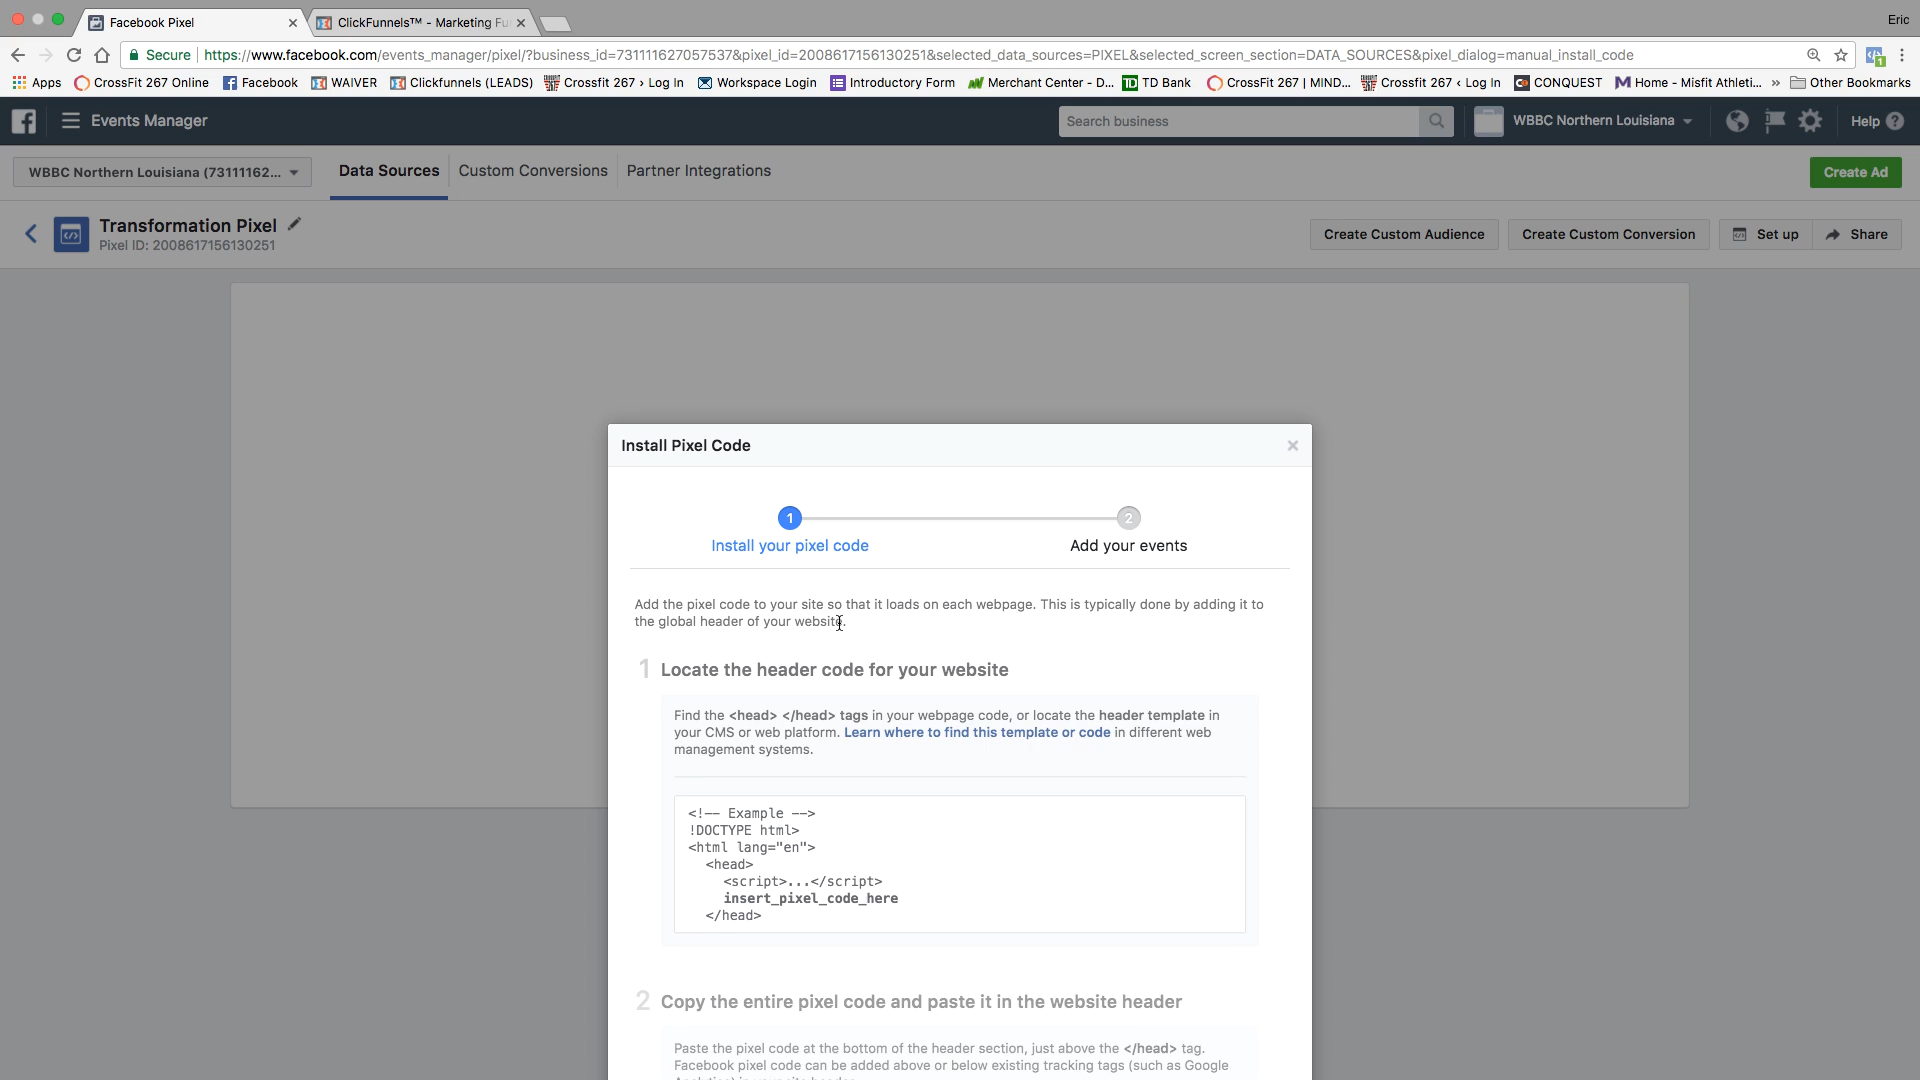 Facebook Pixel
ClickFunnels™ - Marketing Fu
Eric
Secure https://www.facebook.com/events_manager/pixel/?business_id=731111627057537&pixel_id=2008617156130251&selected_data_sources=PIXEL&selected_screen_section=DATA_SOURCES&pixel_dialog=manual_install_code
Apps CrossFit 267 Online Facebook WAIVER Clickfunnels (LEADS) Crossfit 267 › Log In Workspace Login Introductory Form Merchant Center - D... TD Bank CrossFit 267 | MIND... Crossfit 267 ‹ Log In CONQUEST Home - Misfit Athleti... » Other Bookmarks
Events Manager
Search business
WBBC Northern Louisiana
Help
WBBC Northern Louisiana (73111162...
Data Sources
Custom Conversions
Partner Integrations
Create Ad
Transformation Pixel
Pixel ID: 2008617156130251
Create Custom Audience
Create Custom Conversion
Set up
Share
Install Pixel Code
1
2
Install your pixel code
Add your events
Add the pixel code to your site so that it loads on each webpage. This is typically done by adding it to
the global header of your website.
1 Locate the header code for your website
Find the <head> </head> tags in your webpage code, or locate the header template in
your CMS or web platform. Learn where to find this template or code in different web
management systems.
<!-- Example -->
!DOCTYPE html>
<html lang="en">
<head>
<script>...</script>
insert_pixel_code_here
</head>
2 Copy the entire pixel code and paste it in the website header
Paste the pixel code at the bottom of the header section, just above the </head> tag.
Facebook pixel code can be added above or below existing tracking tags (such as Google